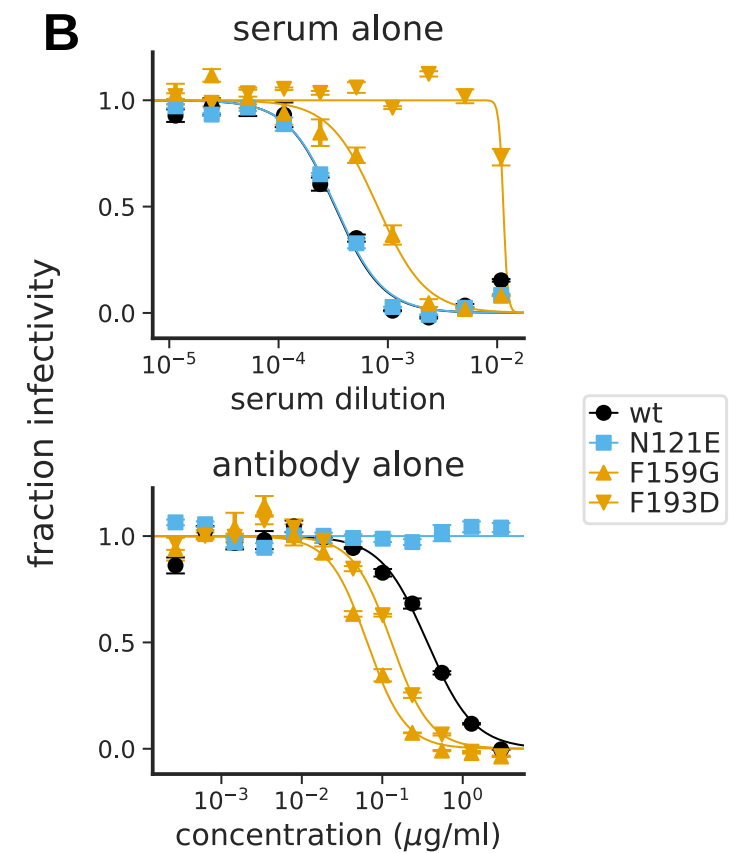 B
serum alone
1.0
0.5
0.0
10⁻⁵ 10⁻⁴ 10⁻³ 10⁻²
serum dilution
fraction infectivity
wt
N121E
F159G
F193D
antibody alone
1.0
0.5
0.0
10⁻³ 10⁻² 10⁻¹ 10⁰
concentration (μg/ml)